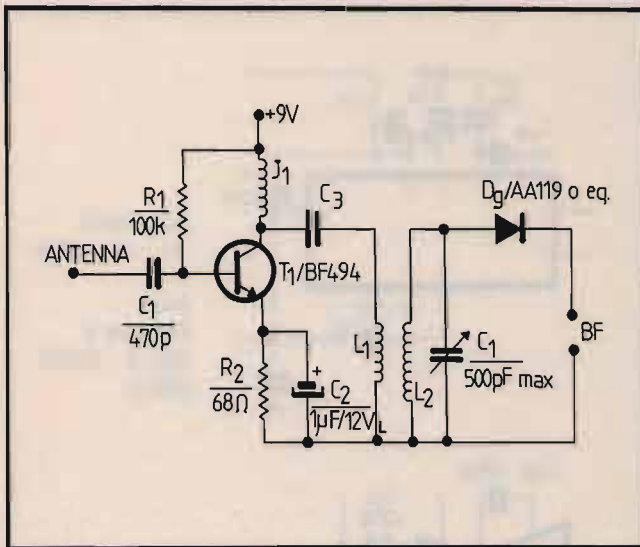 +9V
J1
R1
100k
C3
Dg/AA119 o eq.
ANTENNA
T1/BF494
C1
470p
L1
L2
C1
500pF max
BF
R2
68Ω
+
C2
1µF/12V